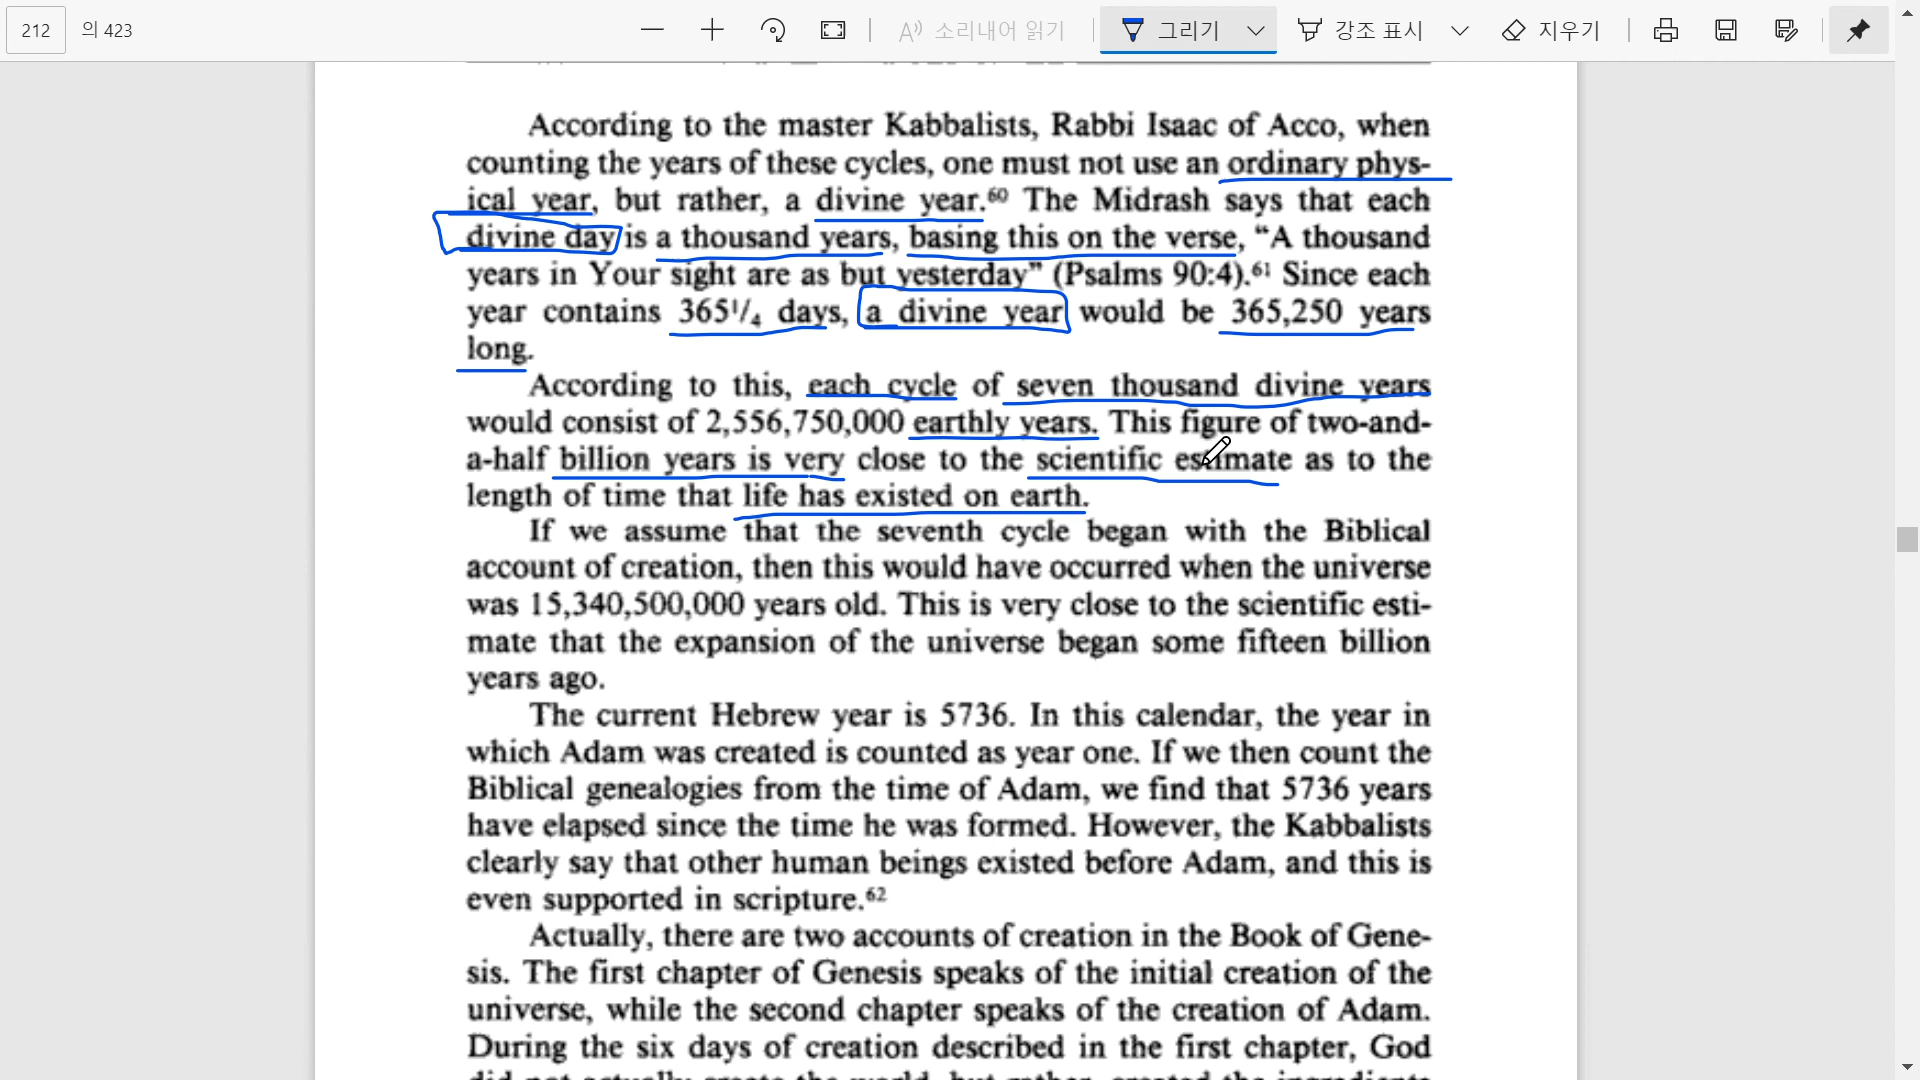 212 의 423 소리내어 읽기 그리기 강조 표시 지우기
According to the master Kabbalists, Rabbi Isaac of Acco, when
counting the years of these cycles, one must not use an ordinary phys-
ical year, but rather, a divine year.60 The Midrash says that each
divine day is a thousand years, basing this on the verse, “A thousand
years in Your sight are as but yesterday” (Psalms 90:4).61 Since each
year contains 365¹/₄ days, a divine year would be 365,250 years
long.
According to this, each cycle of seven thousand divine years
would consist of 2,556,750,000 earthly years. This figure of two-and-
a-half billion years is very close to the scientific estimate as to the
length of time that life has existed on earth.
If we assume that the seventh cycle began with the Biblical
account of creation, then this would have occurred when the universe
was 15,340,500,000 years old. This is very close to the scientific esti-
mate that the expansion of the universe began some fifteen billion
years ago.
The current Hebrew year is 5736. In this calendar, the year in
which Adam was created is counted as year one. If we then count the
Biblical genealogies from the time of Adam, we find that 5736 years
have elapsed since the time he was formed. However, the Kabbalists
clearly say that other human beings existed before Adam, and this is
even supported in scripture.62
Actually, there are two accounts of creation in the Book of Gene-
sis. The first chapter of Genesis speaks of the initial creation of the
universe, while the second chapter speaks of the creation of Adam.
During the six days of creation described in the first chapter, God